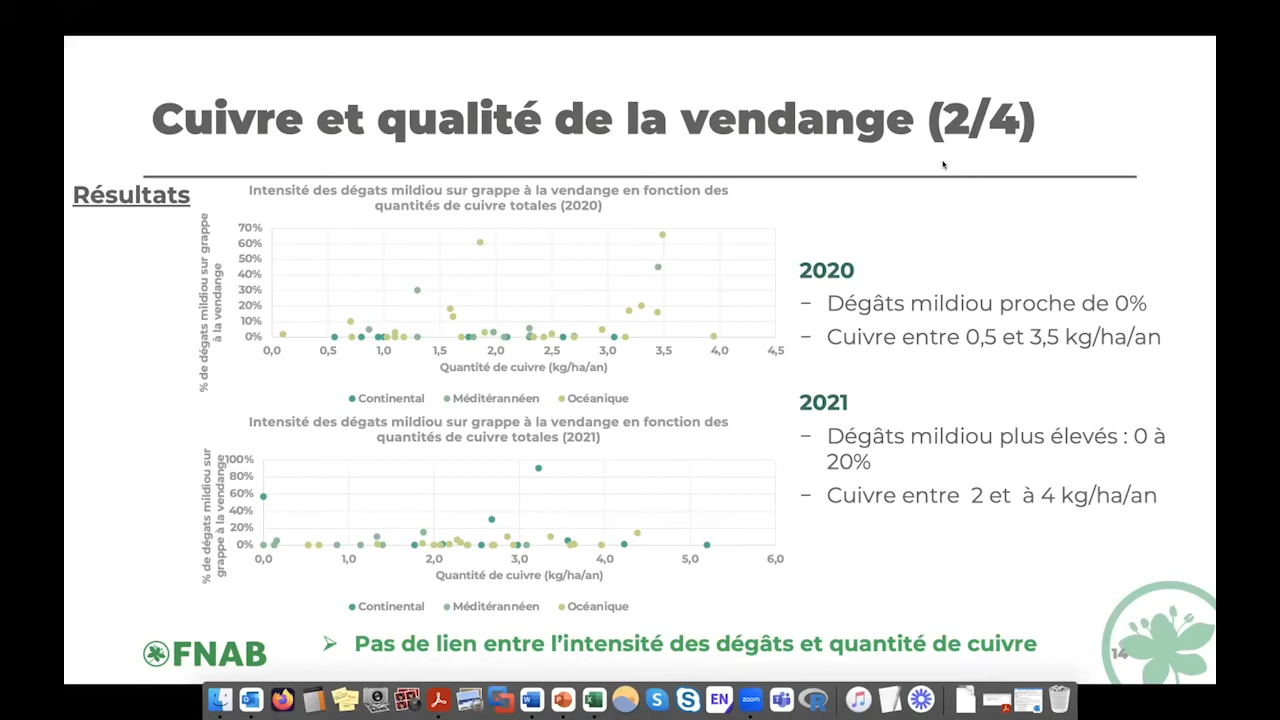 Cuivre et qualité de la vendange (2/4)
Résultats
Intensité des dégats mildiou sur grappe à la vendange en fonction des
quantités de cuivre totales (2020)
% de dégats mildiou sur grappe
à la vendange
70%
60%
50%
40%
30%
20%
10%
0%
0,0 0,5 1,0 1,5 2,0 2,5 3,0 3,5 4,0 4,5
Quantité de cuivre (kg/ha/an)
Continental Méditérannéen Océanique
Intensité des dégats mildiou sur grappe à la vendange en fonction des
quantités de cuivre totales (2021)
% de dégats mildiou sur
grappe à la vendange
100%
80%
60%
40%
20%
0%
0,0 1,0 2,0 3,0 4,0 5,0 6,0
Quantité de cuivre (kg/ha/an)
Continental Méditérannéen Océanique
2020
− Dégâts mildiou proche de 0%
− Cuivre entre 0,5 et 3,5 kg/ha/an
2021
− Dégâts mildiou plus élevés : 0 à
20%
− Cuivre entre 2 et à 4 kg/ha/an
FNAB
➢ Pas de lien entre l’intensité des dégâts et quantité de cuivre
14
EN
zoom